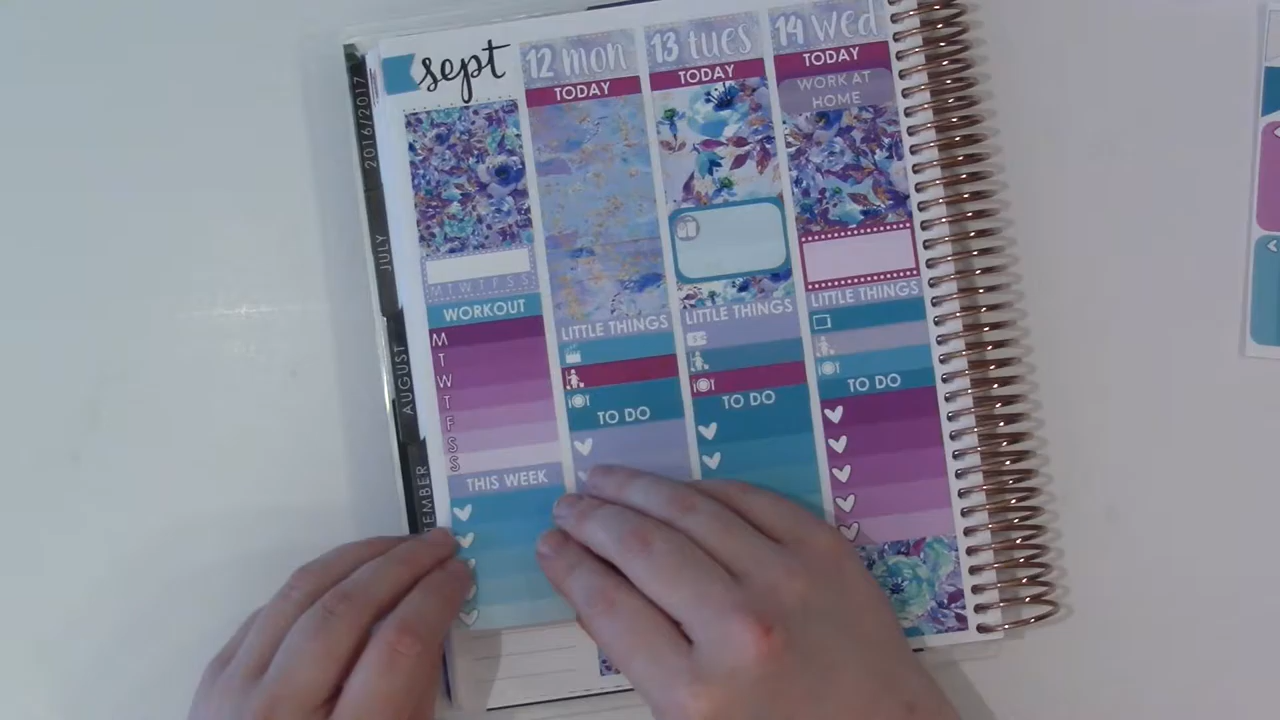 sept
12 mon
13 tues
14 wed
TODAY
TODAY
TODAY
WORK AT
HOME
2016/2017
JULY
AUGUST
TEMBER
M T W T F S S
WORKOUT
M
T
W
T
F
S
S
THIS WEEK
LITTLE THINGS
TO DO
LITTLE THINGS
TO DO
LITTLE THINGS
TO DO